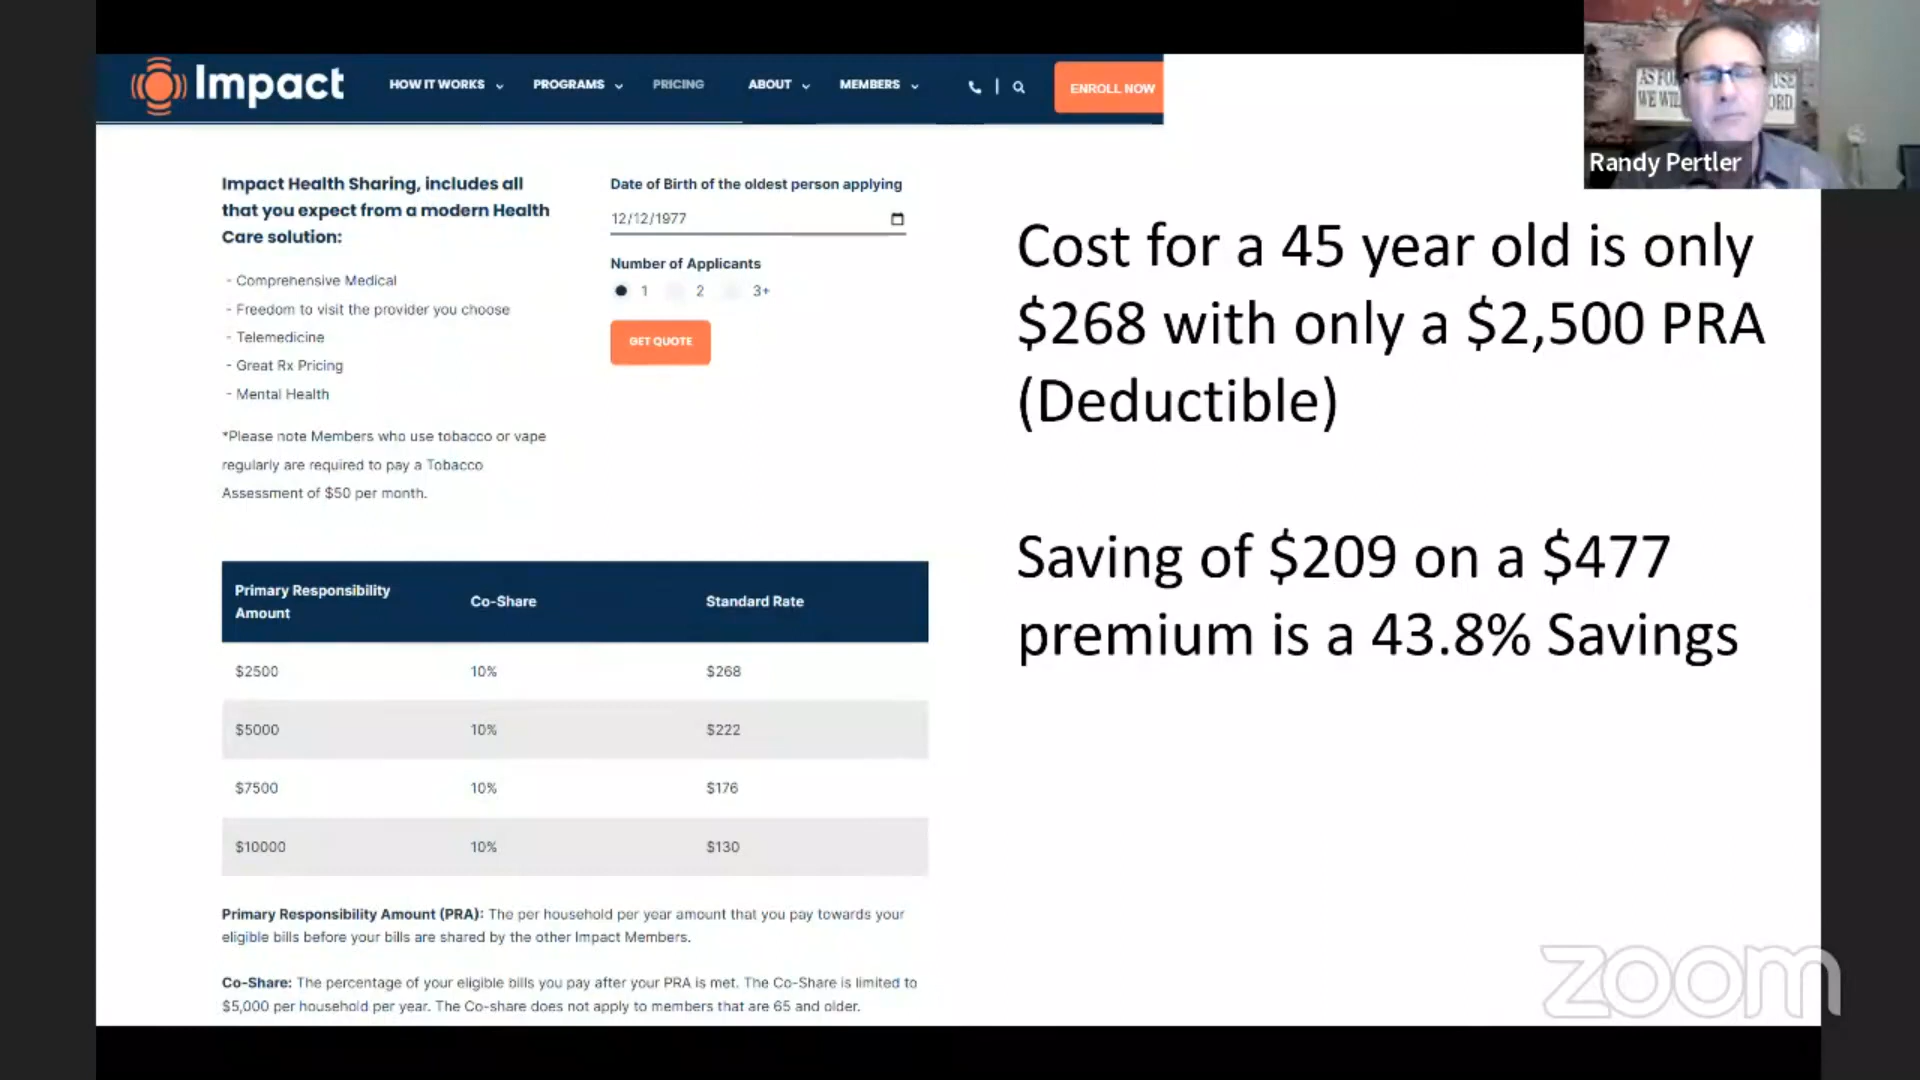 Impact
HOW IT WORKS
PROGRAMS
PRICING
ABOUT
MEMBERS
ENROLL NOW
Randy Pertler
Impact Health Sharing, includes all
that you expect from a modern Health
Care solution:
- Comprehensive Medical
- Freedom to visit the provider you choose
- Telemedicine
- Great Rx Pricing
- Mental Health
*Please note Members who use tobacco or vape
regularly are required to pay a Tobacco
Assessment of $50 per month.
Date of Birth of the oldest person applying
12/12/1977
Number of Applicants
1 2 3+
GET QUOTE
Cost for a 45 year old is only
$268 with only a $2,500 PRA
(Deductible)
Saving of $209 on a $477
premium is a 43.8% Savings
Primary Responsibility
Amount
Co-Share
Standard Rate
$2500 10% $268
$5000 10% $222
$7500 10% $176
$10000 10% $130
Primary Responsibility Amount (PRA): The per household per year amount that you pay towards your
eligible bills before your bills are shared by the other Impact Members.
Co-Share: The percentage of your eligible bills you pay after your PRA is met. The Co-Share is limited to
$5,000 per household per year. The Co-share does not apply to members that are 65 and older.
zoom